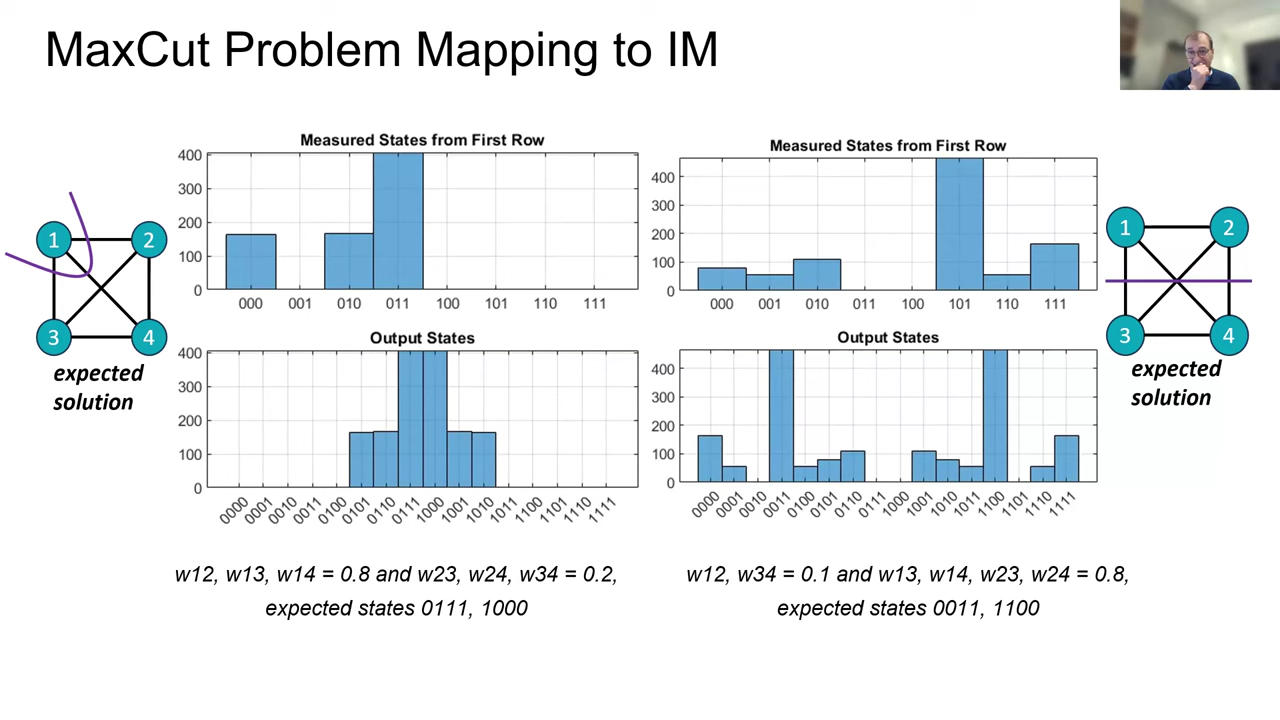 MaxCut Problem Mapping to IM
Measured States from First Row
400
300
200
100
0
000 001 010 011 100 101 110 111
Output States
400
300
200
100
0
0000 0001 0010 0011 0100 0101 0110 0111 1000 1001 1010 1011 1100 1101 1110 1111
1 2
3 4
expected
solution
w12, w13, w14 = 0.8 and w23, w24, w34 = 0.2,
expected states 0111, 1000
Measured States from First Row
400
300
200
100
0
000 001 010 011 100 101 110 111
Output States
400
300
200
100
0
0000 0001 0010 0011 0100 0101 0110 0111 1000 1001 1010 1011 1100 1101 1110 1111
1 2
3 4
expected
solution
w12, w34 = 0.1 and w13, w14, w23, w24 = 0.8,
expected states 0011, 1100